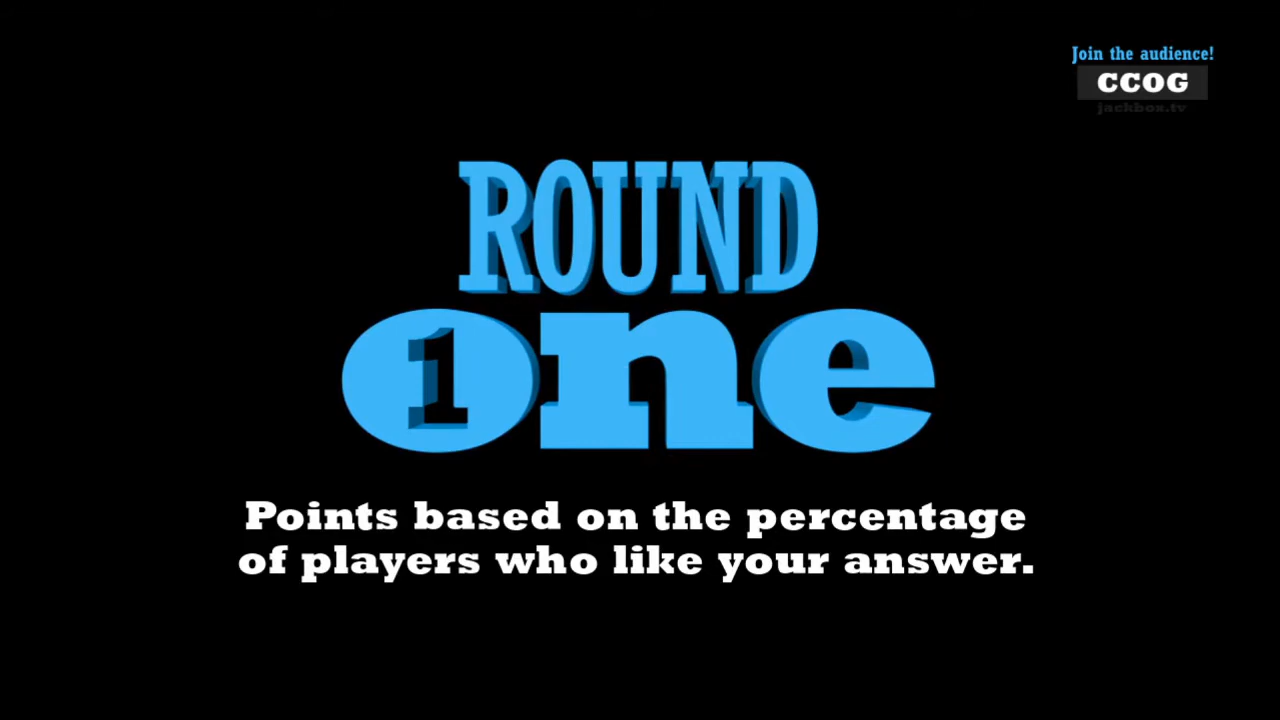 Join the audience!
CCOG
jackbox.tv
ROUND
One
1
Points based on the percentage
of players who like your answer.